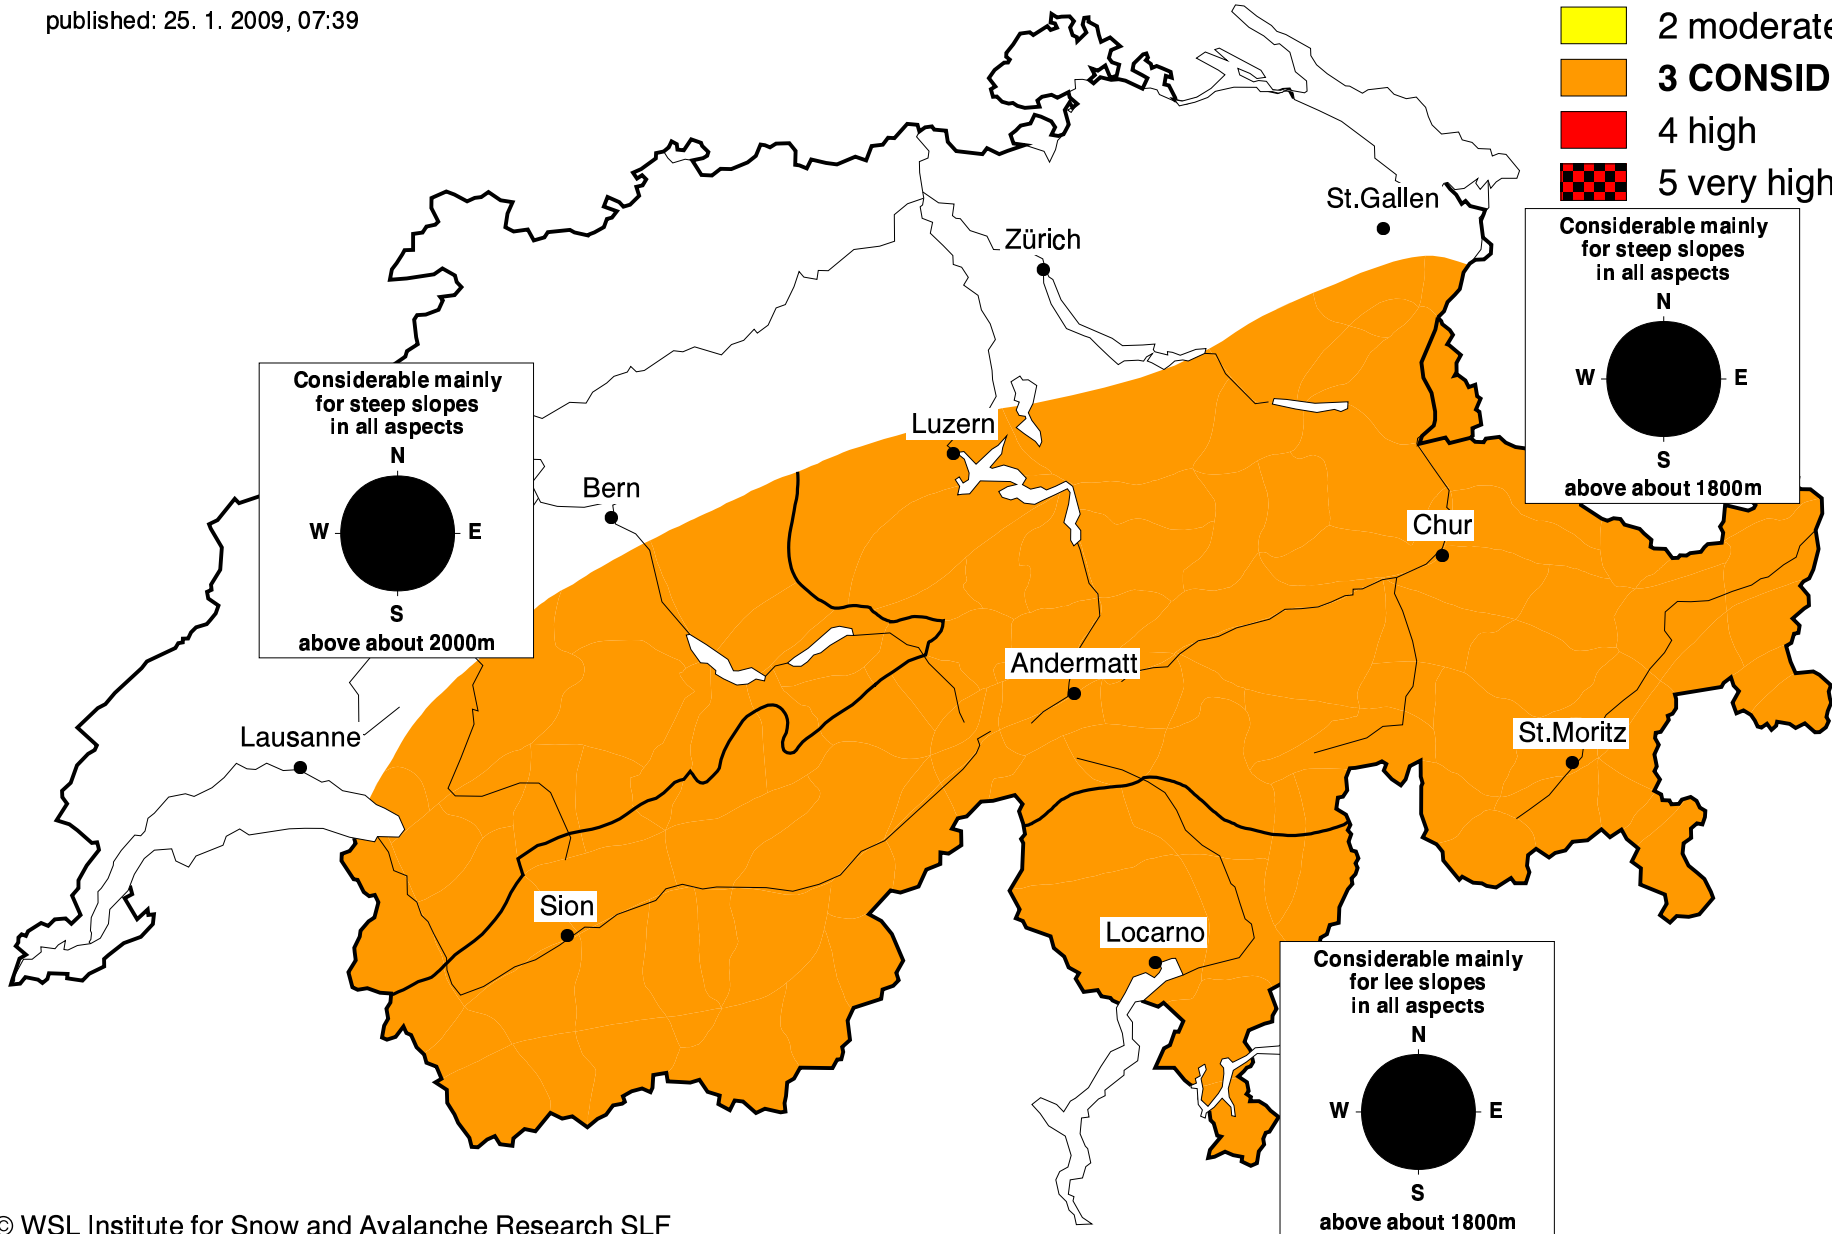 published: 25. 1. 2009, 07:39
2 moderate
3 CONSID
4 high
5 very high
St.Gallen
Zürich
Considerable mainly
for steep slopes
in all aspects
N
W
E
S
above about 1800m
Considerable mainly
for steep slopes
in all aspects
N
W
E
S
above about 2000m
Luzern
Bern
Chur
Andermatt
Lausanne
St.Moritz
Sion
Locarno
Considerable mainly
for lee slopes
in all aspects
N
W
E
S
above about 1800m
© WSL Institute for Snow and Avalanche Research SLF